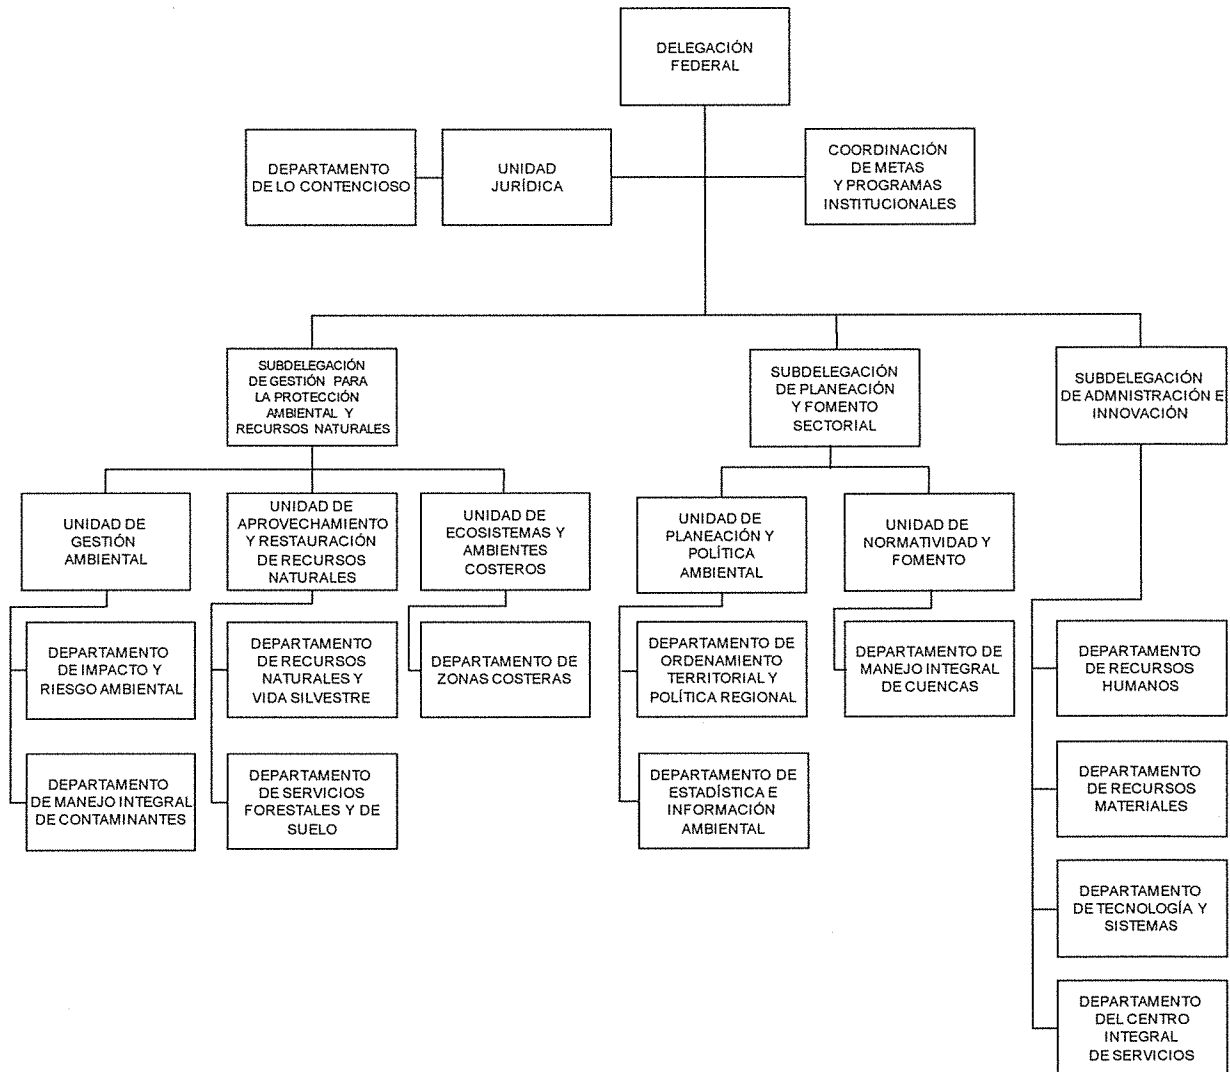 DELEGACIÓN
FEDERAL
DEPARTAMENTO
DE LO CONTENCIOSO
UNIDAD
JURÍDICA
COORDINACIÓN
DE METAS
Y PROGRAMAS
INSTITUCIONALES
SUBDELEGACIÓN
DE GESTIÓN PARA
LA PROTECCIÓN
AMBIENTAL Y
RECURSOS NATURALES
SUBDELEGACIÓN
DE PLANEACIÓN
Y FOMENTO
SECTORIAL
SUBDELEGACIÓN
DE ADMNISTRACIÓN E
INNOVACIÓN
UNIDAD DE
GESTIÓN
AMBIENTAL
UNIDAD DE
APROVECHAMIENTO
Y RESTAURACIÓN
DE RECURSOS
NATURALES
UNIDAD DE
ECOSISTEMAS Y
AMBIENTES
COSTEROS
UNIDAD DE
PLANEACIÓN Y
POLÍTICA
AMBIENTAL
UNIDAD DE
NORMATIVIDAD Y
FOMENTO
DEPARTAMENTO
DE IMPACTO Y
RIESGO AMBIENTAL
DEPARTAMENTO
DE RECURSOS
NATURALES Y
VIDA SILVESTRE
DEPARTAMENTO DE
ZONAS COSTERAS
DEPARTAMENTO DE
ORDENAMIENTO
TERRITORIAL Y
POLÍTICA REGIONAL
DEPARTAMENTO DE
MANEJO INTEGRAL
DE CUENCAS
DEPARTAMENTO
DE RECURSOS
HUMANOS
DEPARTAMENTO
DE MANEJO INTEGRAL
DE CONTAMINANTES
DEPARTAMENTO
DE SERVICIOS
FORESTALES Y DE
SUELO
DEPARTAMENTO DE
ESTADÍSTICA E
INFORMACIÓN
AMBIENTAL
DEPARTAMENTO
DE RECURSOS
MATERIALES
DEPARTAMENTO
DE TECNOLOGÍA Y
SISTEMAS
DEPARTAMENTO
DEL CENTRO
INTEGRAL
DE SERVICIOS